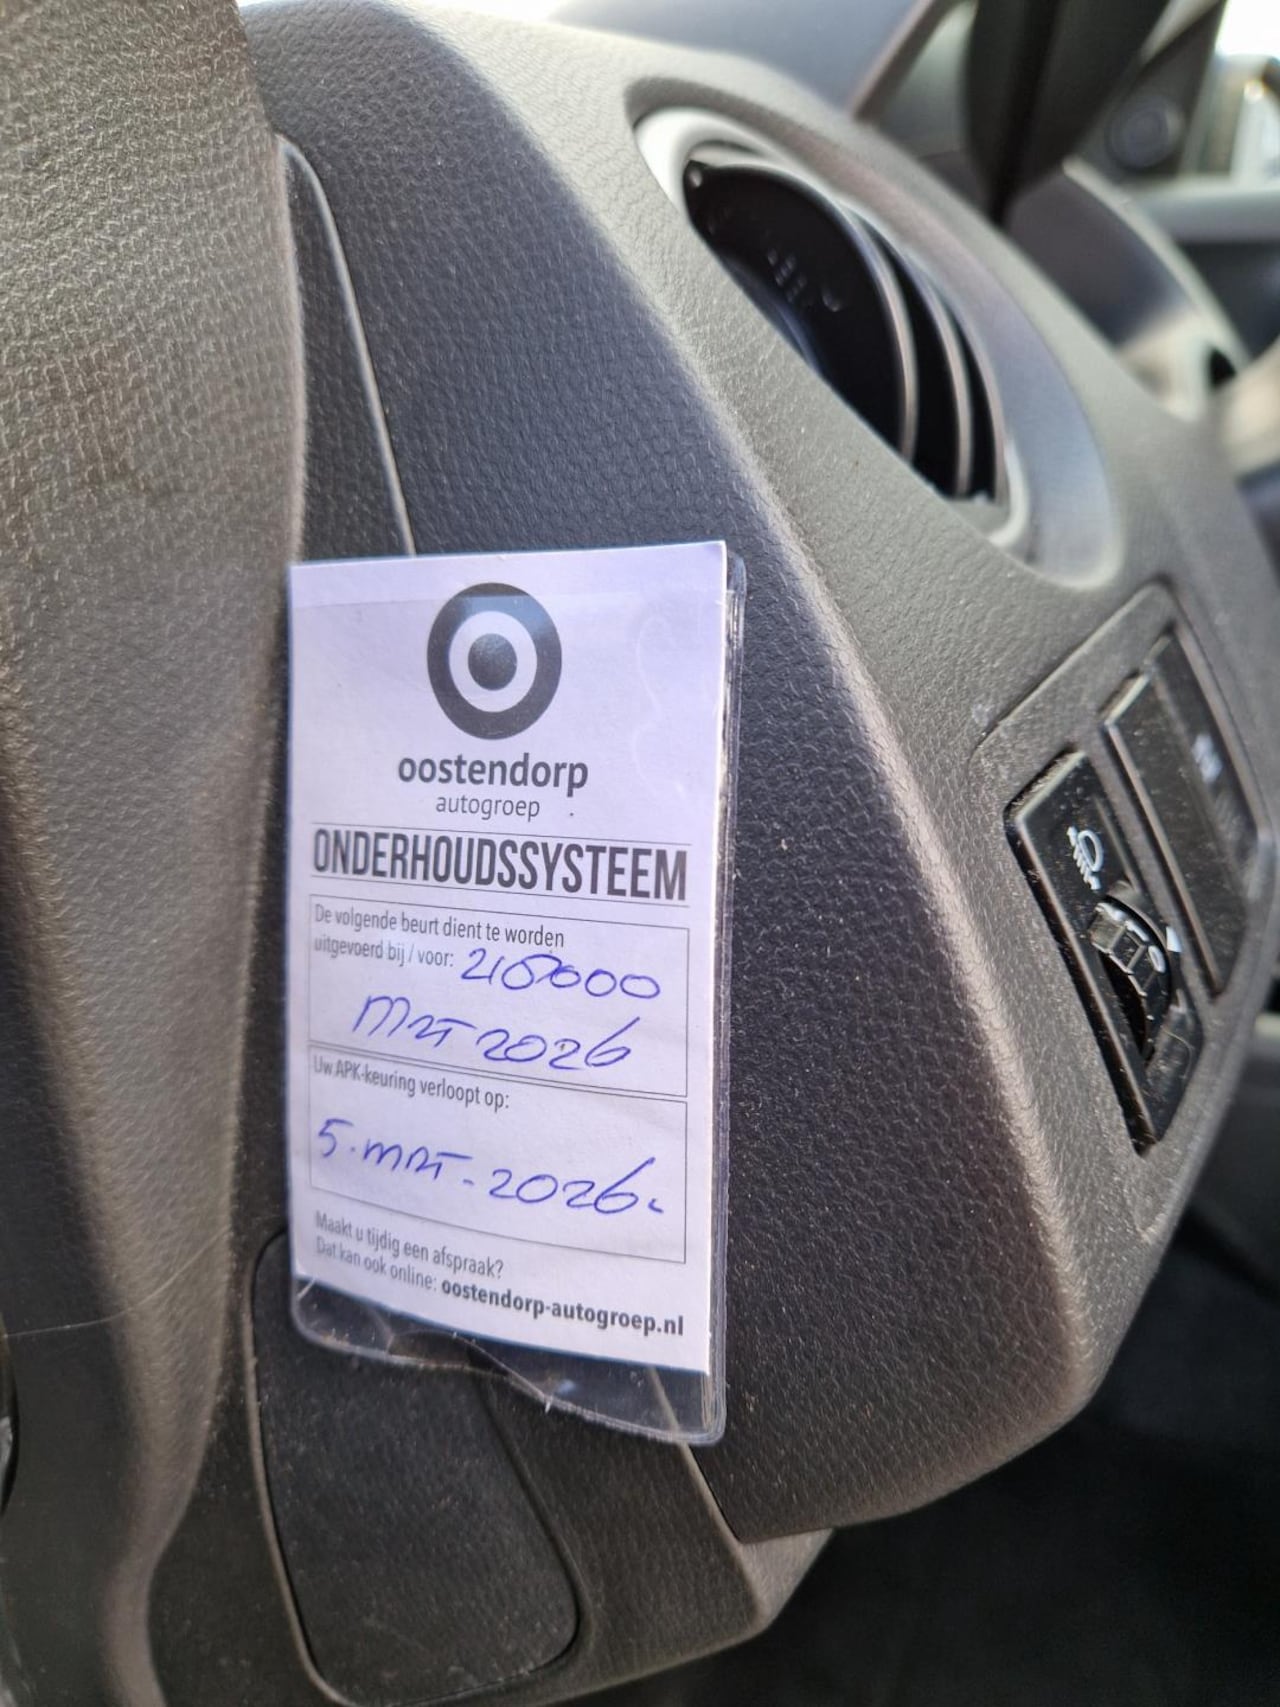 oostendorp
autogroep
ONDERHOUDSSYSTEEM
De volgende beurt dient te worden
uitgevoerd bij / voor: 210000
MRT 2026
Uw APK-keuring verloopt op:
5. MRT. 2026.
Maakt u tijdig een afspraak?
Dat kan ook online: oostendorp-autogroep.nl